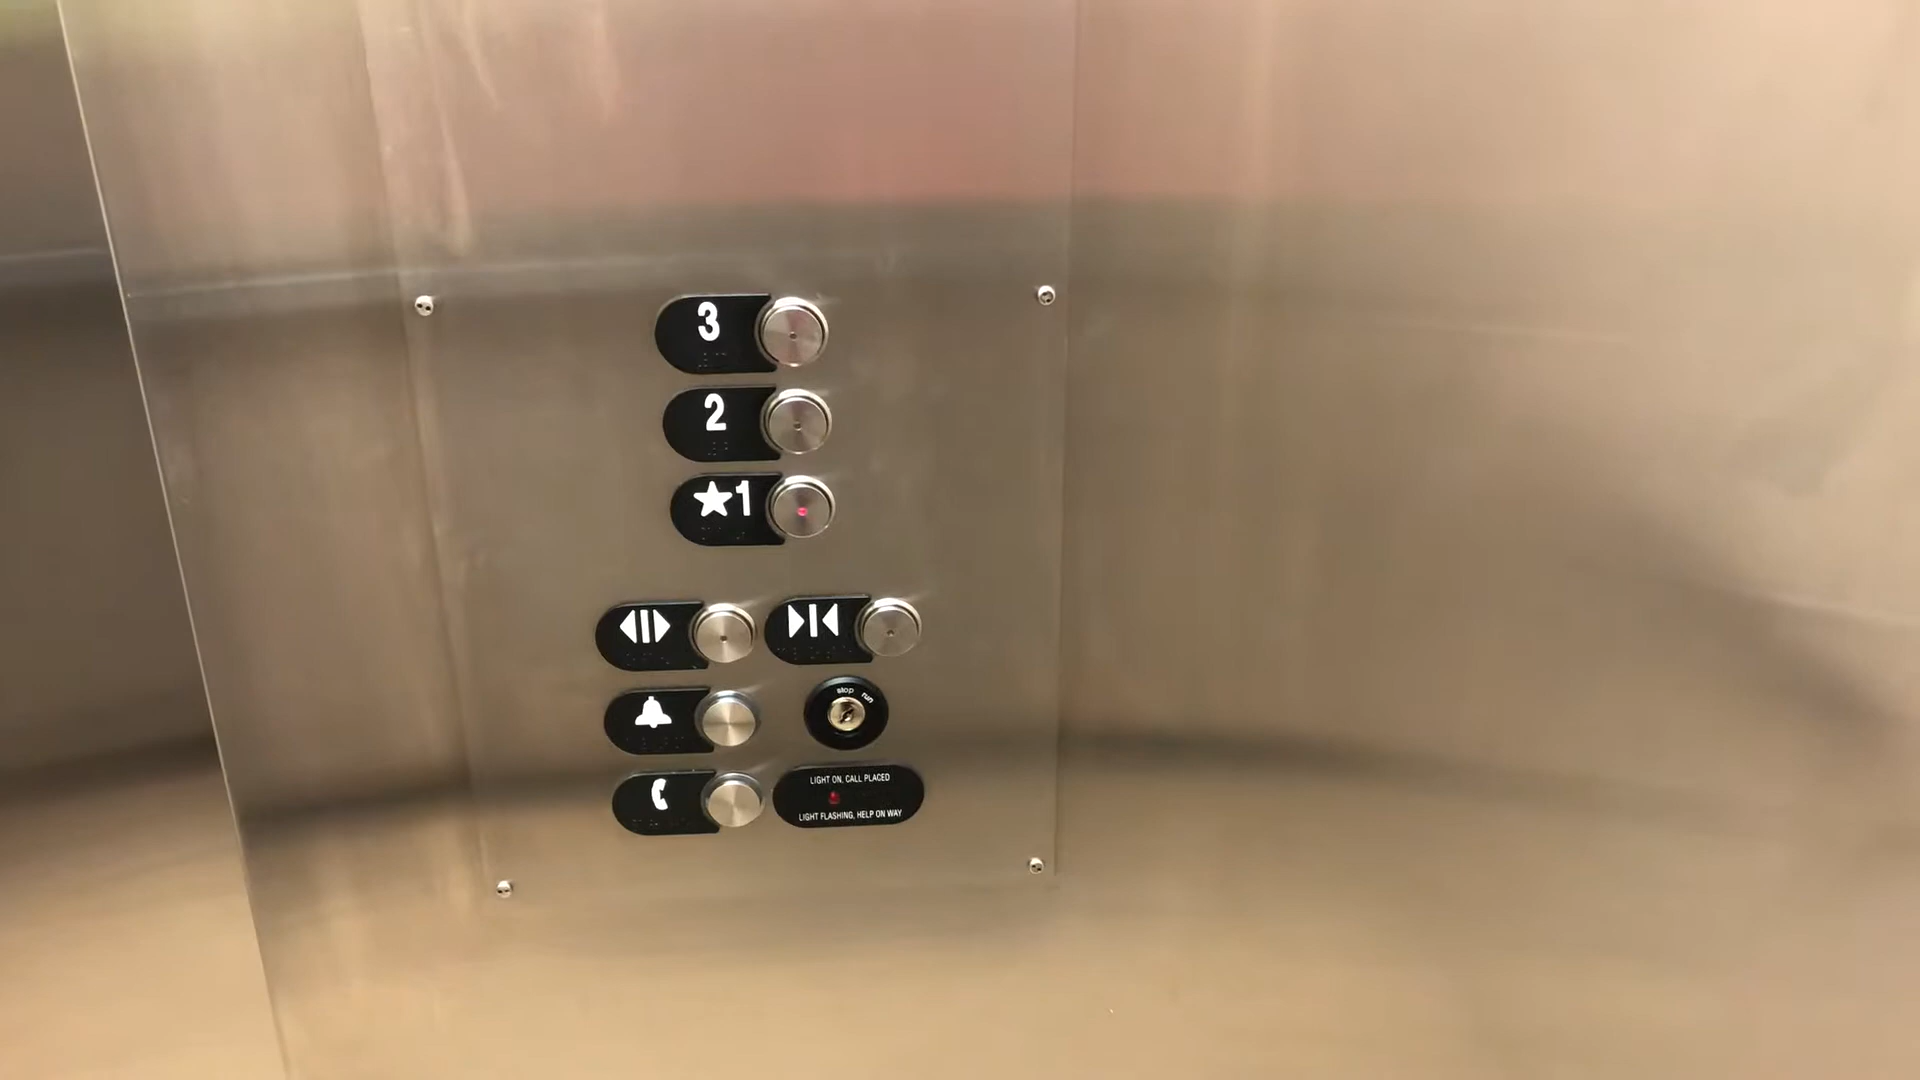 3
2
★1
stop run
LIGHT ON, CALL PLACED
LIGHT FLASHING, HELP ON WAY